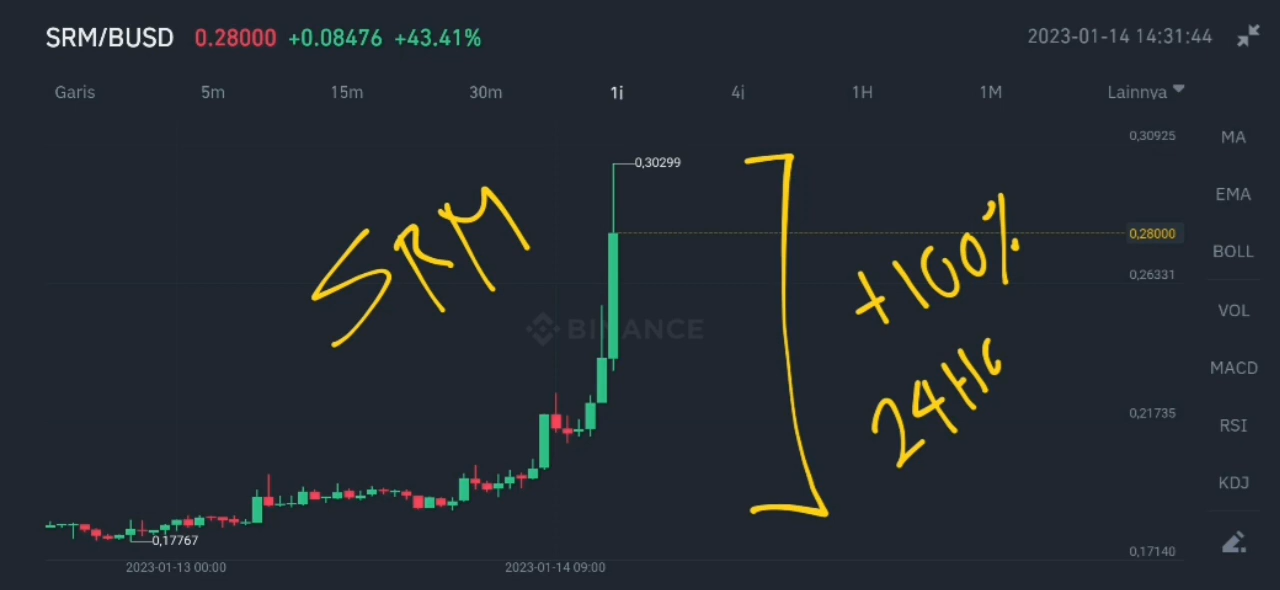 SRM/BUSD 0.28000 +0.08476 +43.41% 2023-01-14 14:31:44
Garis 5m 15m 30m 1j 4j 1H 1M Lainnya
0,30925
MA
0,30299
EMA
SRM
0,28000
BOLL
0,26331
+100%
VOL
BINANCE
MACD
24Hr
0,21735
RSI
KDJ
0,17767
0,17140
2023-01-13 00:00 2023-01-14 09:00